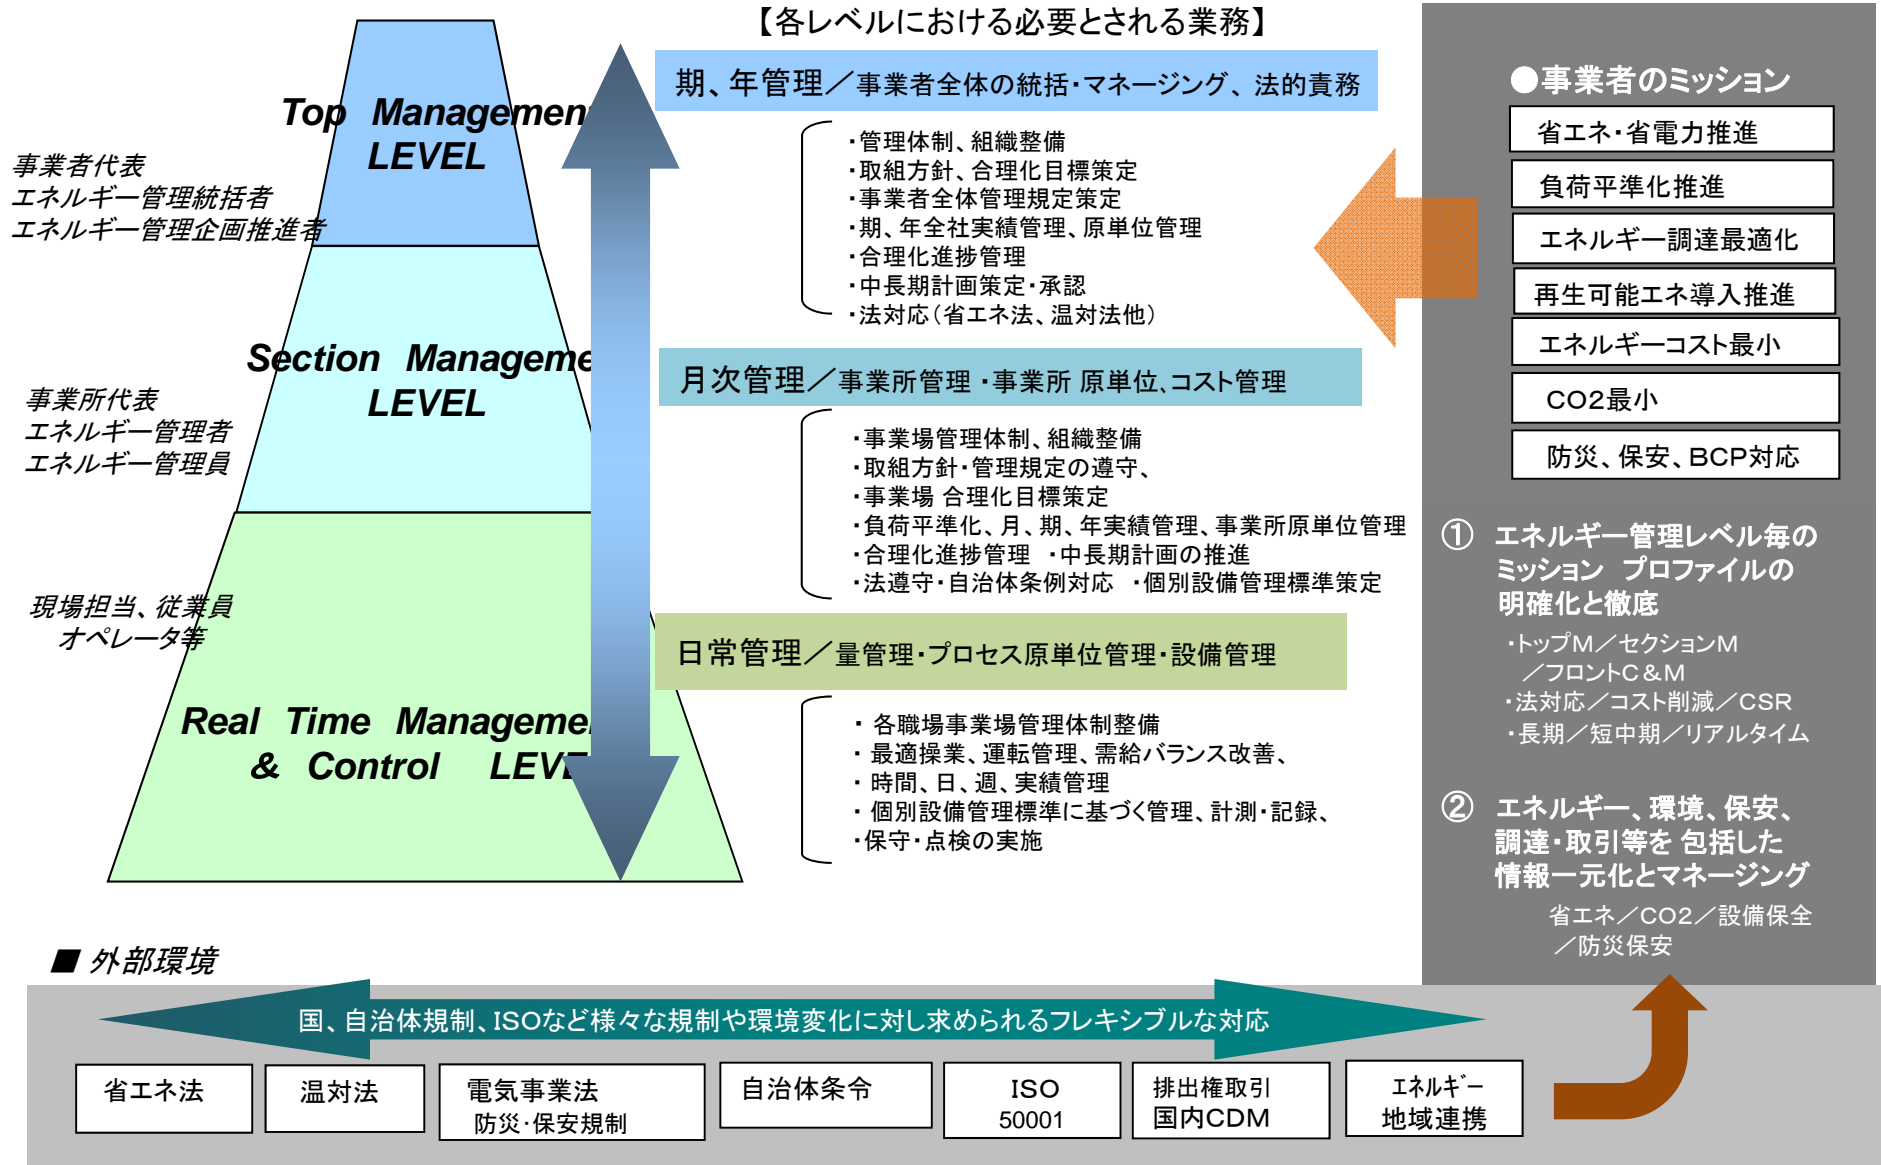 【各レベルにおける必要とされる業務】
Top Management
LEVEL
事業者代表
エネルギー管理統括者
エネルギー管理企画推進者
期、年管理／事業者全体の統括・マネージング、法的責務
・管理体制、組織整備
・取組方針、合理化目標策定
・事業者全体管理規定策定
・期、年全社実績管理、原単位管理
・合理化進捗管理
・中長期計画策定・承認
・法対応（省エネ法、温対法他）
Section Manageme
LEVEL
事業所代表
エネルギー管理者
エネルギー管理員
月次管理／事業所管理 ・事業所 原単位、コスト管理
・事業場管理体制、組織整備
・取組方針・管理規定の遵守、
・事業場 合理化目標策定
・負荷平準化、月、期、年実績管理、事業所原単位管理
・合理化進捗管理 ・中長期計画の推進
・法遵守・自治体条例対応 ・個別設備管理標準策定
現場担当、従業員
オペレータ等
Real Time Managemen
& Control LEVE
日常管理／量管理・プロセス原単位管理・設備管理
・ 各職場事業場管理体制整備
・ 最適操業、運転管理、需給バランス改善、
・ 時間、日、週、実績管理
・ 個別設備管理標準に基づく管理、計測・記録、
・保守・点検の実施
●事業者のミッション
省エネ・省電力推進
負荷平準化推進
エネルギー調達最適化
再生可能エネ導入推進
エネルギーコスト最小
CO2最小
防災、保安、BCP対応
① エネルギー管理レベル毎の
ミッション プロファイルの
明確化と徹底
・トップM／セクションM
／フロントC＆M
・法対応／コスト削減／CSR
・長期／短中期／リアルタイム
② エネルギー、環境、保安、
調達・取引等を 包括した
情報一元化とマネージング
省エネ／CO2／設備保全
／防災保安
■ 外部環境
国、自治体規制、ISOなど様々な規制や環境変化に対し求められるフレキシブルな対応
省エネ法
温対法
電気事業法
防災・保安規制
自治体条令
ISO
50001
排出権取引
国内CDM
エネルギー
地域連携